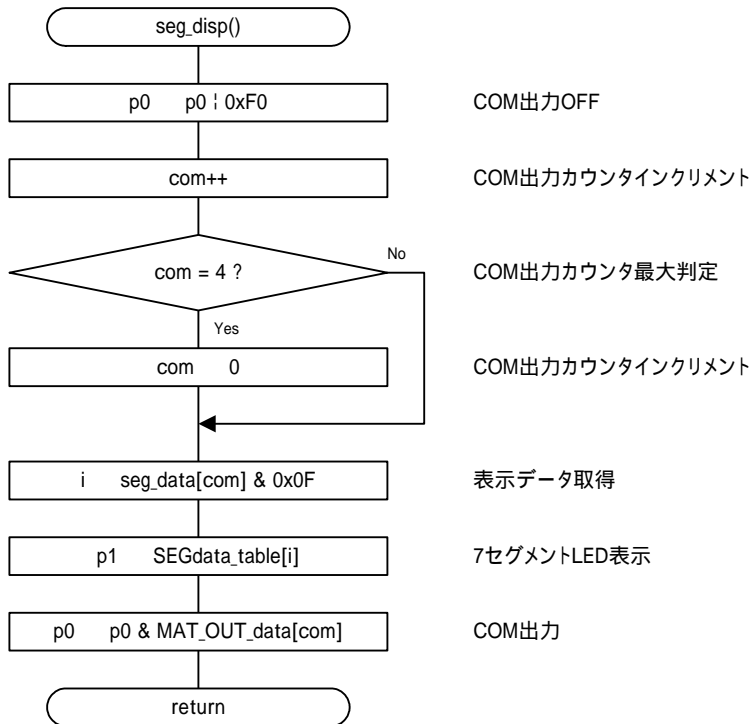 seg_disp()
p0 p0 ¦ 0xF0 COM出力OFF
com++ COM出力カウンタインクリメント
No
com = 4 ? COM出力カウンタ最大判定
Yes
com 0 COM出力カウンタインクリメント
i seg_data[com] & 0x0F 表示データ取得
p1 SEGdata_table[i] 7セグメントLED表示
p0 p0 & MAT_OUT_data[com] COM出力
return